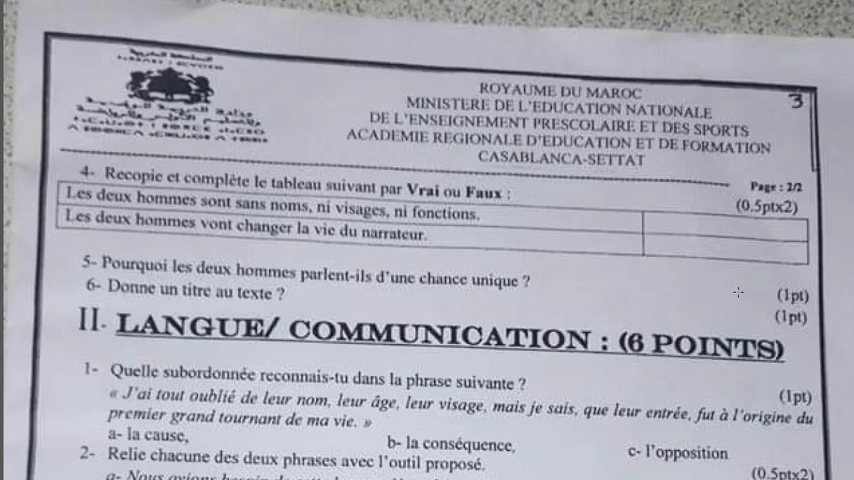 3
ROYAUME DU MAROC
MINISTERE DE L'EDUCATION NATIONALE
DE L'ENSEIGNEMENT PRESCOLAIRE ET DES SPORTS
ACADEMIE REGIONALE D'EDUCATION ET DE FORMATION
CASABLANCA-SETTAT
Page : 2/2
4- Recopie et complète le tableau suivant par Vrai ou Faux : (0.5ptx2)
Les deux hommes sont sans noms, ni visages, ni fonctions.
Les deux hommes vont changer la vie du narrateur.
5- Pourquoi les deux hommes parlent-ils d'une chance unique ? (1pt)
6- Donne un titre au texte ? (1pt)
II- LANGUE/ COMMUNICATION : (6 POINTS)
1- Quelle subordonnée reconnais-tu dans la phrase suivante ? (1pt)
« J'ai tout oublié de leur nom, leur âge, leur visage, mais je sais, que leur entrée, fut à l'origine du
premier grand tournant de ma vie. »
a- la cause, b- la conséquence, c- l'opposition
2- Relie chacune des deux phrases avec l'outil proposé. (0.5ptx2)
a- Nous avions besoin de